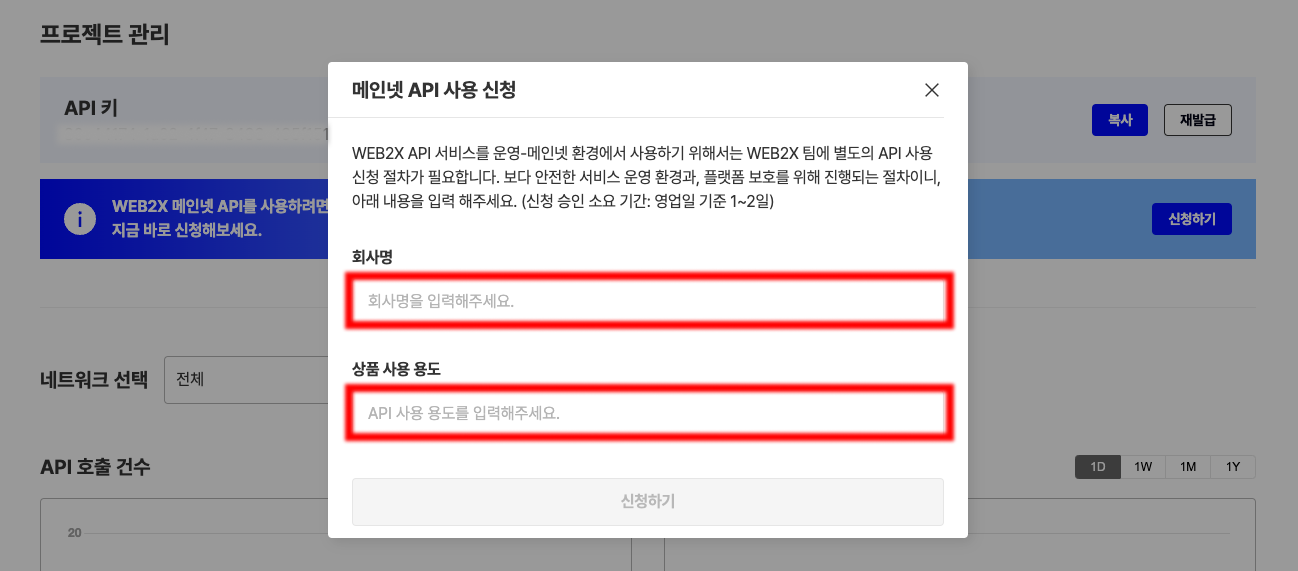 프로젝트 관리
메인넷 API 사용 신청
API 키
복사
재발급
WEB2X API 서비스를 운영-메인넷 환경에서 사용하기 위해서는 WEB2X 팀에 별도의 API 사용
신청 절차가 필요합니다. 보다 안전한 서비스 운영 환경과, 플랫폼 보호를 위해 진행되는 절차이니,
아래 내용을 입력 해주세요. (신청 승인 소요 기간: 영업일 기준 1~2일)
WEB2X 메인넷 API를 사용하려면
지금 바로 신청해보세요.
신청하기
회사명
회사명을 입력해주세요.
상품 사용 용도
API 사용 용도를 입력해주세요.
네트워크 선택
전체
API 호출 건수
1D 1W 1M 1Y
신청하기
20